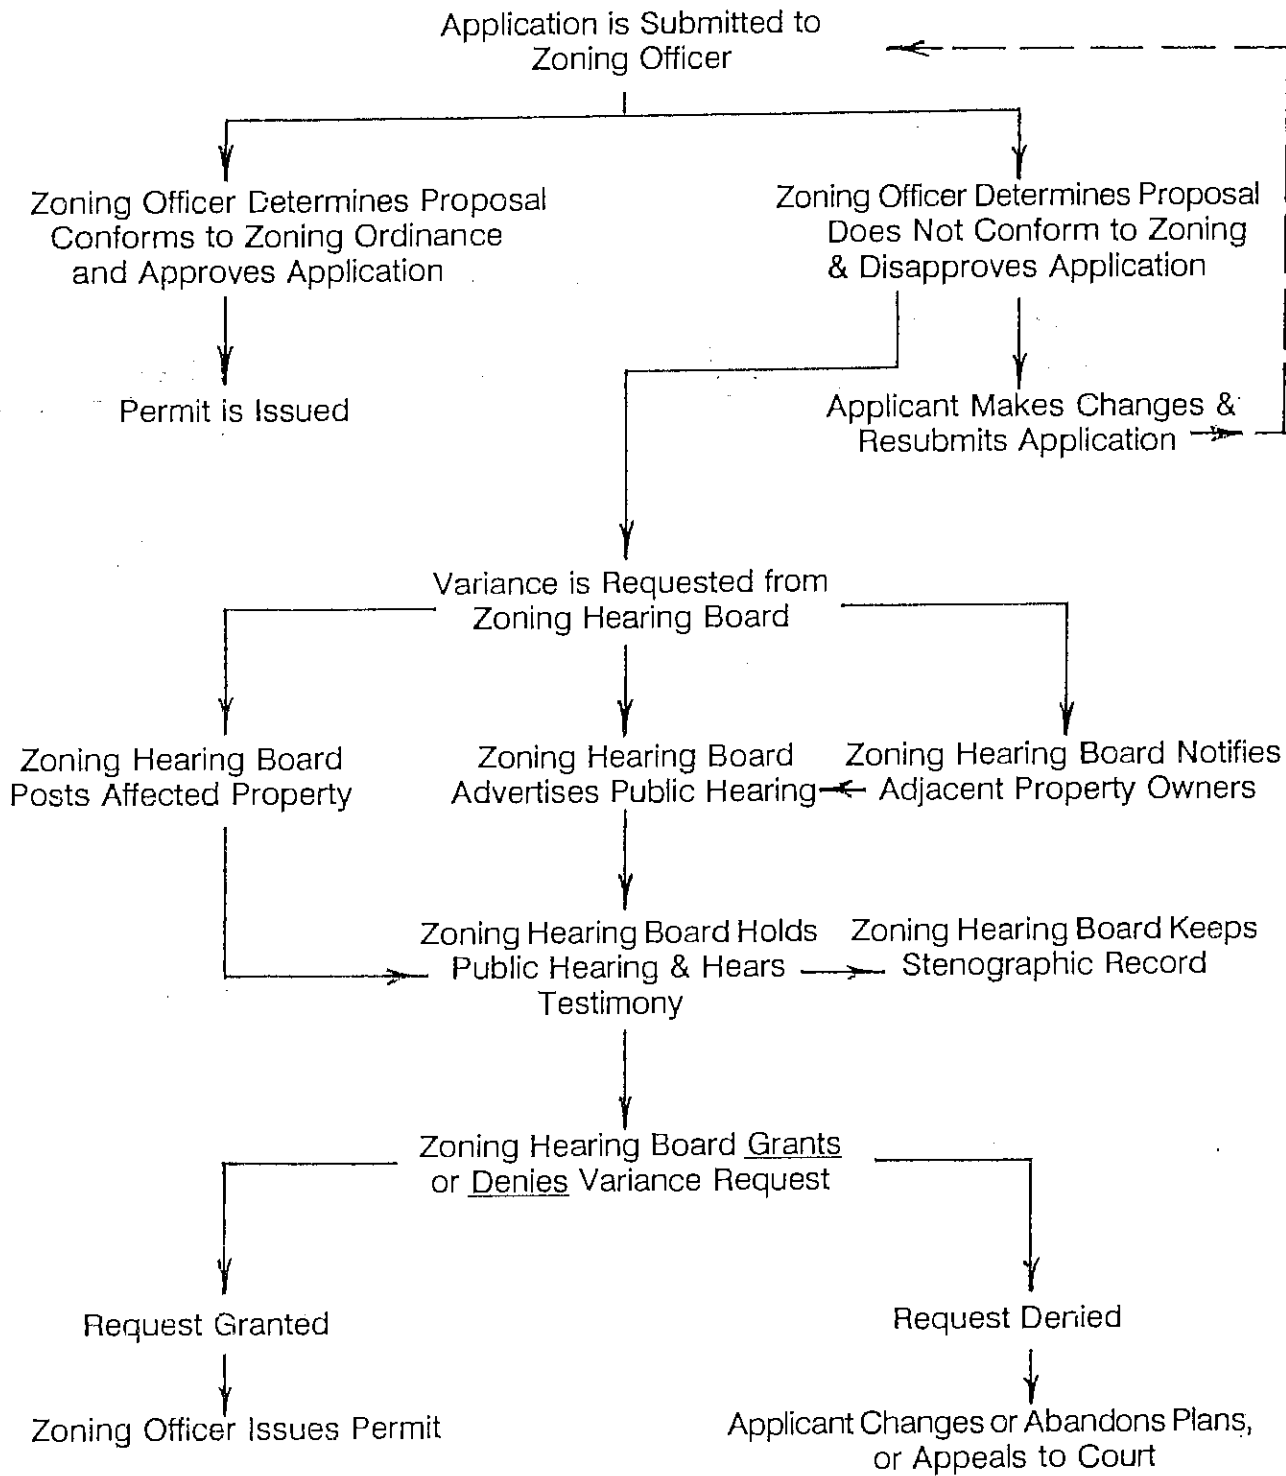 Application is Submitted to
Zoning Officer
Zoning Officer Determines Proposal
Conforms to Zoning Ordinance
and Approves Application
Zoning Officer Determines Proposal
Does Not Conform to Zoning
& Disapproves Application
Permit is Issued
Applicant Makes Changes &
Resubmits Application
Variance is Requested from
Zoning Hearing Board
Zoning Hearing Board
Posts Affected Property
Zoning Hearing Board
Advertises Public Hearing
Zoning Hearing Board Notifies
Adjacent Property Owners
Zoning Hearing Board Holds
Public Hearing & Hears
Testimony
Zoning Hearing Board Keeps
Stenographic Record
Zoning Hearing Board Grants
or Denies Variance Request
Request Granted
Request Denied
Zoning Officer Issues Permit
Applicant Changes or Abandons Plans,
or Appeals to Court